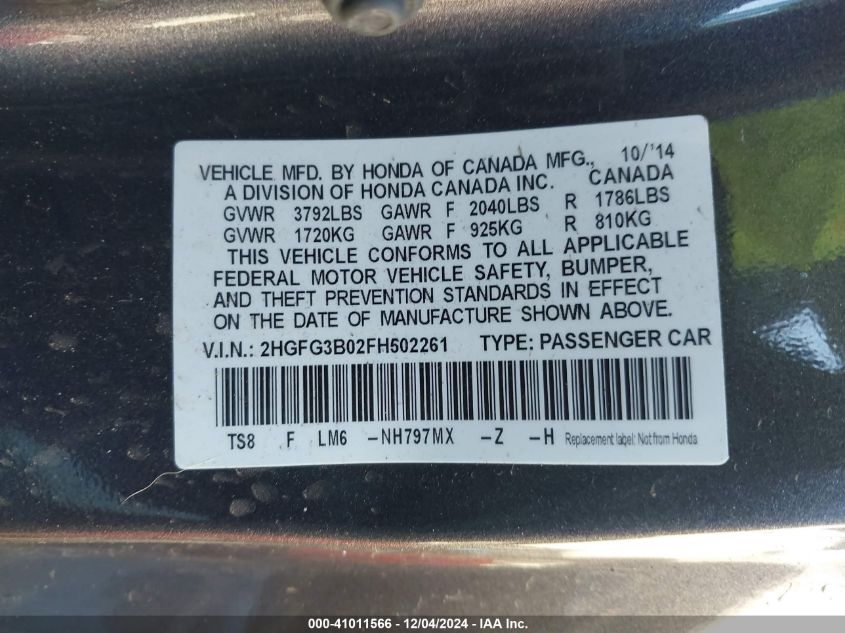 VEHICLE MFD. BY HONDA OF CANADA MFG., 10/'14
A DIVISION OF HONDA CANADA INC. CANADA
GVWR 3792LBS GAWR F 2040LBS R 1786LBS
GVWR 1720KG GAWR F 925KG R 810KG
THIS VEHICLE CONFORMS TO ALL APPLICABLE
FEDERAL MOTOR VEHICLE SAFETY, BUMPER,
AND THEFT PREVENTION STANDARDS IN EFFECT
ON THE DATE OF MANUFACTURE SHOWN ABOVE.
V.I.N.: 2HGFG3B02FH502261 TYPE: PASSENGER CAR
TS8 F LM6 -NH797MX -Z -H Replacement label: Not from Honda
000-41011566 - 12/04/2024 - IAA Inc.